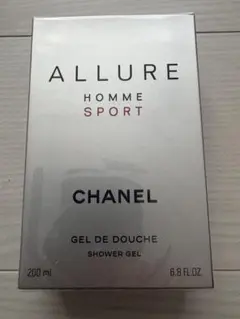 ALLURE
HOMME
SPORT
CHANEL
GEL DE DOUCHE
SHOWER GEL
200 ml 6.8 FL.OZ.